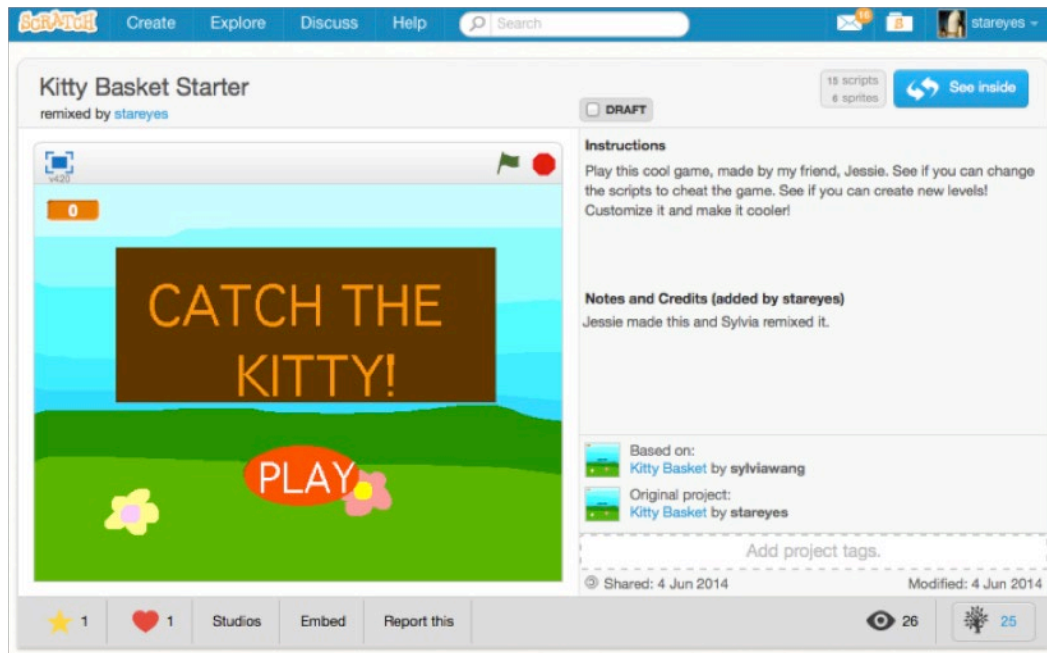 SCRATCH Create Explore Discuss Help Search 16 S stareyes
Kitty Basket Starter
remixed by stareyes
DRAFT
15 scripts
6 sprites
See inside
v420
0
CATCH THE
KITTY!
PLAY
Instructions
Play this cool game, made by my friend, Jessie. See if you can change
the scripts to cheat the game. See if you can create new levels!
Customize it and make it cooler!
Notes and Credits (added by stareyes)
Jessie made this and Sylvia remixed it.
Based on:
Kitty Basket by sylviawang
Original project:
Kitty Basket by stareyes
Add project tags.
© Shared: 4 Jun 2014 Modified: 4 Jun 2014
1 1 Studios Embed Report this 26 25